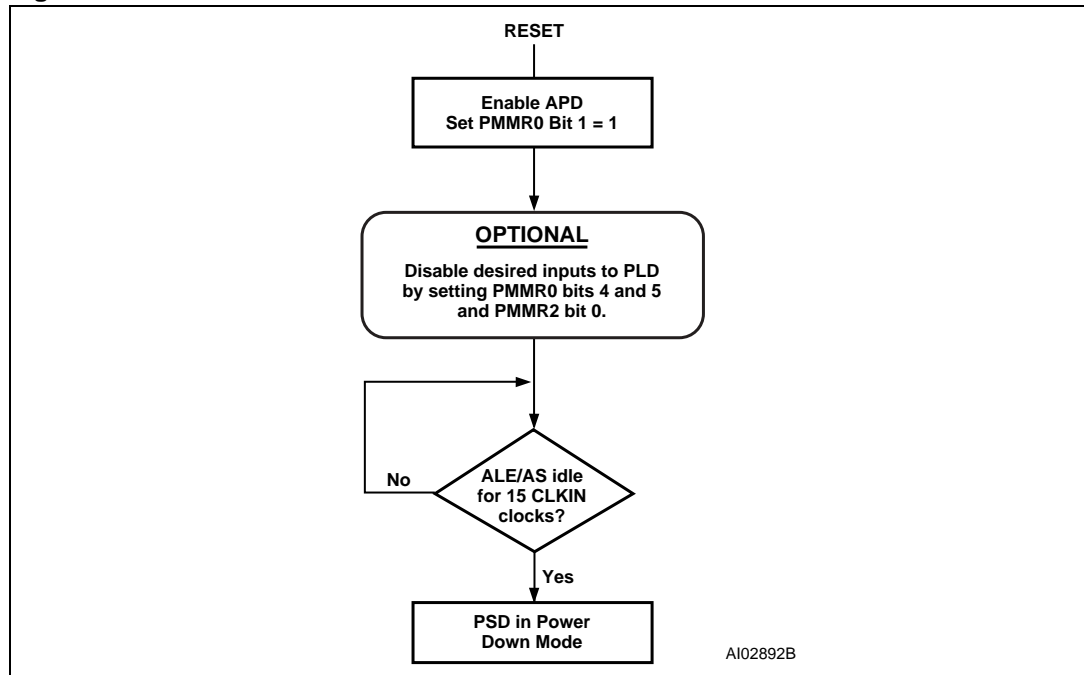 RESET
Enable APD
Set PMMR0 Bit 1 = 1
OPTIONAL
Disable desired inputs to PLD
by setting PMMR0 bits 4 and 5
and PMMR2 bit 0.
No
ALE/AS idle
for 15 CLKIN
clocks?
Yes
PSD in Power
Down Mode
AI02892B